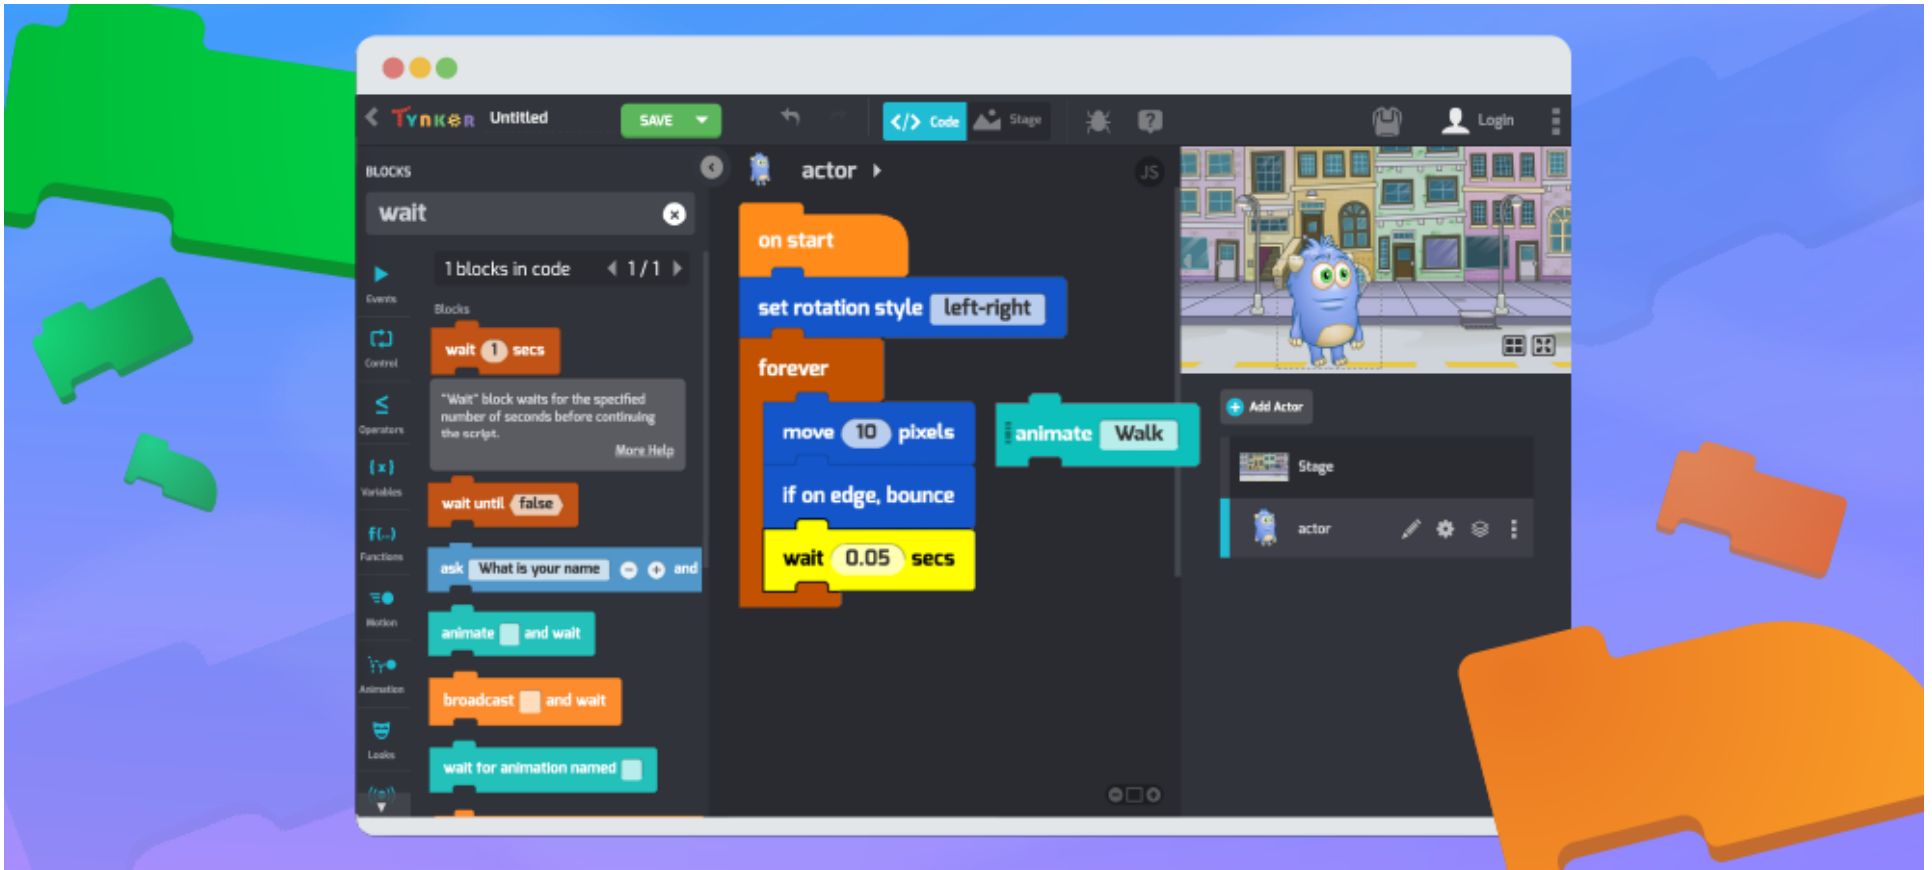 TYNKER Untitled
SAVE
</> Code
Stage
?
Login
BLOCKS
wait
1 blocks in code 1 / 1
Blocks
wait 1 secs
"Wait" block waits for the specified
number of seconds before continuing
the script.
More Help
wait until false
ask What is your name and
animate and wait
broadcast and wait
wait for animation named
Events
Control
≤
Operators
{x}
Variables
f(...)
Functions
Motion
Animation
Looks
actor
JS
on start
set rotation style left-right
forever
move 10 pixels
if on edge, bounce
wait 0.05 secs
animate Walk
Add Actor
Stage
actor